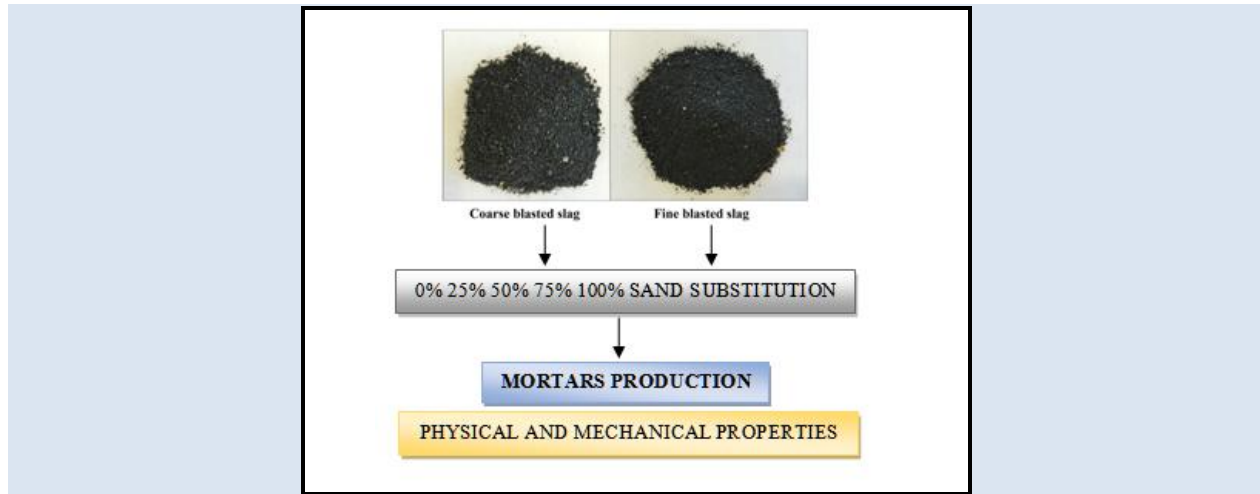 Coarse blasted slag
Fine blasted slag
0% 25% 50% 75% 100% SAND SUBSTITUTION
MORTARS PRODUCTION
PHYSICAL AND MECHANICAL PROPERTIES